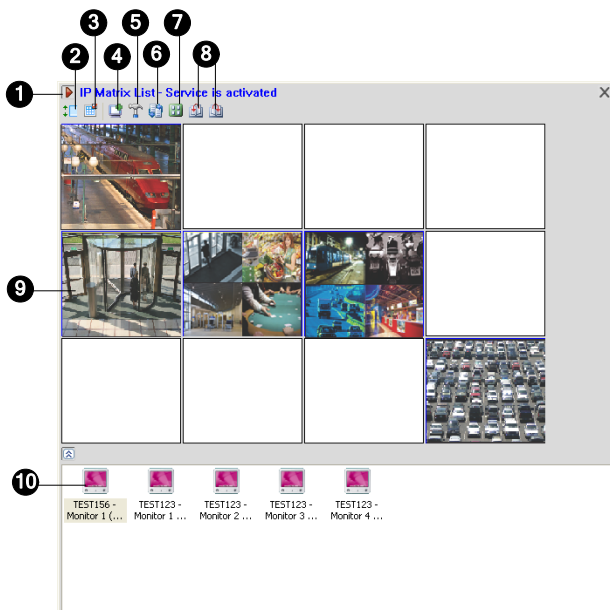 5
3 7
2 4 6 8
1 IP Matrix List - Service is activated X
9
10
TEST156 - TEST123 - TEST123 - TEST123 - TEST123 -
Monitor 1 (... Monitor 1 ... Monitor 2 ... Monitor 3 ... Monitor 4 ...